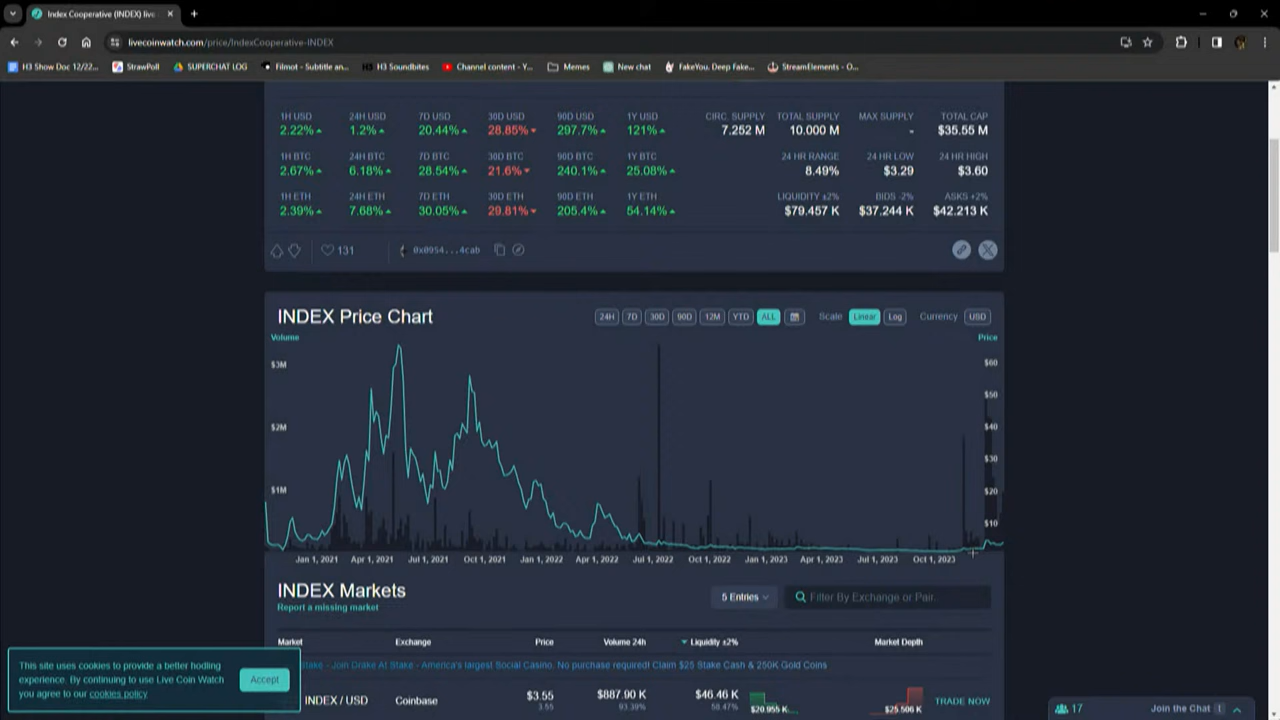 Index Cooperative (INDEX) live
livecoinwatch.com/price/IndexCooperative-INDEX
H3 Show Doc 12/22... StrawPoll SUPERCHAT LOG Filmot - Subtitle an... H3 Soundbites Channel content - Y... Memes New chat FakeYou. Deep Fake... StreamElements - O...
1H USD 24H USD 7D USD 30D USD 90D USD 1Y USD CIRC. SUPPLY TOTAL SUPPLY MAX SUPPLY TOTAL CAP
2.22% 1.2% 20.44% 28.85% 297.7% 121% 7.252 M 10.000 M - $35.55 M
1H BTC 24H BTC 7D BTC 30D BTC 90D BTC 1Y BTC 24 HR RANGE 24 HR LOW 24 HR HIGH
2.67% 6.18% 28.54% 21.6% 240.1% 25.08% 8.49% $3.29 $3.60
1H ETH 24H ETH 7D ETH 30D ETH 90D ETH 1Y ETH LIQUIDITY ±2% BIDS -2% ASKS +2%
2.39% 7.68% 30.05% 29.81% 205.4% 54.14% $79.457 K $37.244 K $42.213 K
131 0x0954...4cab
INDEX Price Chart 24H 7D 30D 90D 12M YTD ALL Scale Linear Log Currency USD
Volume Price
$3M $60
$50
$2M $40
$30
$1M $20
$10
Jan 1, 2021 Apr 1, 2021 Jul 1, 2021 Oct 1, 2021 Jan 1, 2022 Apr 1, 2022 Jul 1, 2022 Oct 1, 2022 Jan 1, 2023 Apr 1, 2023 Jul 1, 2023 Oct 1, 2023
INDEX Markets 5 Entries Filter By Exchange or Pair..
Report a missing market
Market Exchange Price Volume 24h Liquidity ±2% Market Depth
take - Join Drake At Stake - America's largest Social Casino. No purchase required! Claim $25 Stake Cash & 250K Gold Coins
INDEX / USD Coinbase $3.55 $887.90 K $46.46 K $20.955 K $25.506 K TRADE NOW
3.55 93.39% 58.47%
This site uses cookies to provide a better hodling
experience. By continuing to use Live Coin Watch
you agree to our cookies policy
Accept
17 Join the Chat